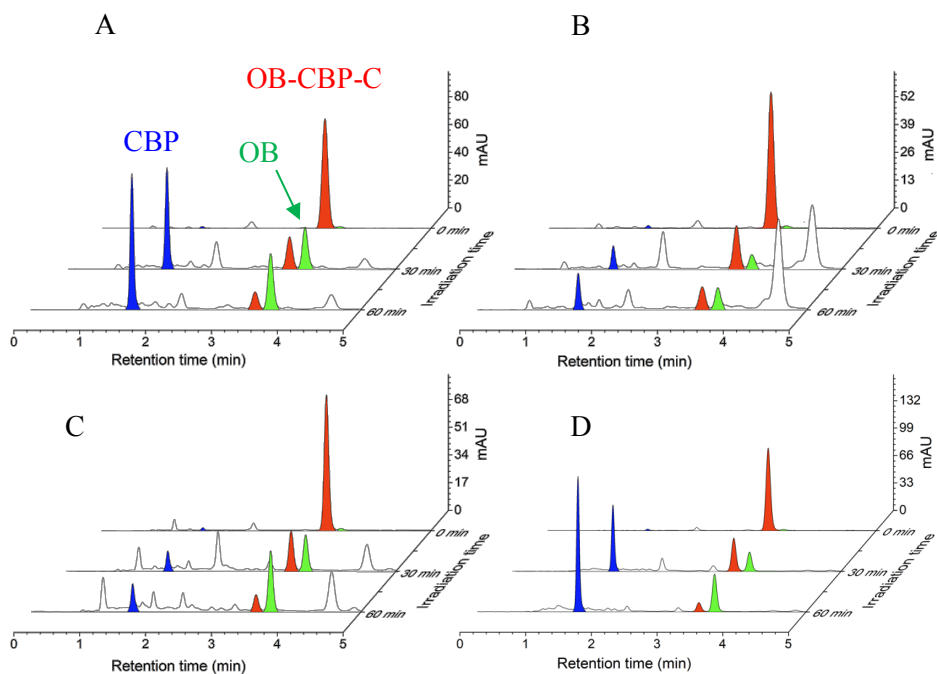 A
B
OB-CBP-C
CBP
OB
80
60
40
20
0
mAU
0 min
30 min
60 min
Irradiation time
0
1
2
3
4
5
Retention time (min)
52
39
26
13
0
mAU
0 min
30 min
60 min
Irradiation time
0
1
2
3
4
5
Retention time (min)
C
D
68
51
34
17
0
mAU
0 min
30 min
60 min
Irradiation time
0
1
2
3
4
5
Retention time (min)
132
99
66
33
0
mAU
0 min
30 min
60 min
Irradiation time
0
1
2
3
4
5
Retention time (min)